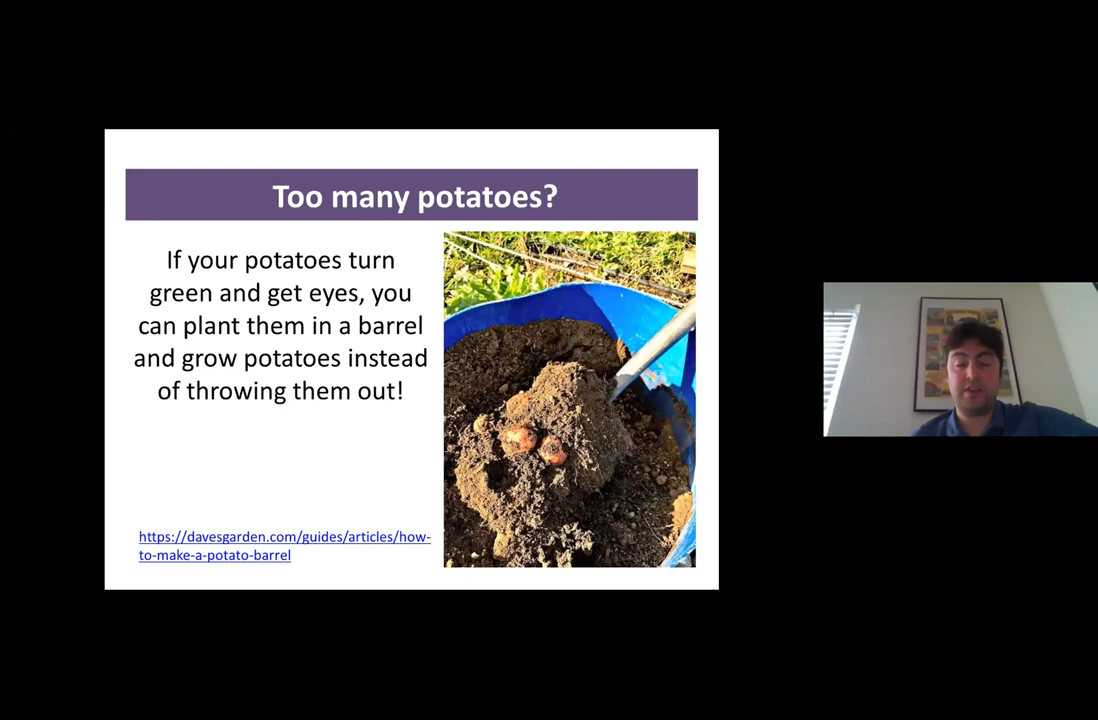 Too many potatoes?
If your potatoes turn
green and get eyes, you
can plant them in a barrel
and grow potatoes instead
of throwing them out!
https://davesgarden.com/guides/articles/how-
to-make-a-potato-barrel